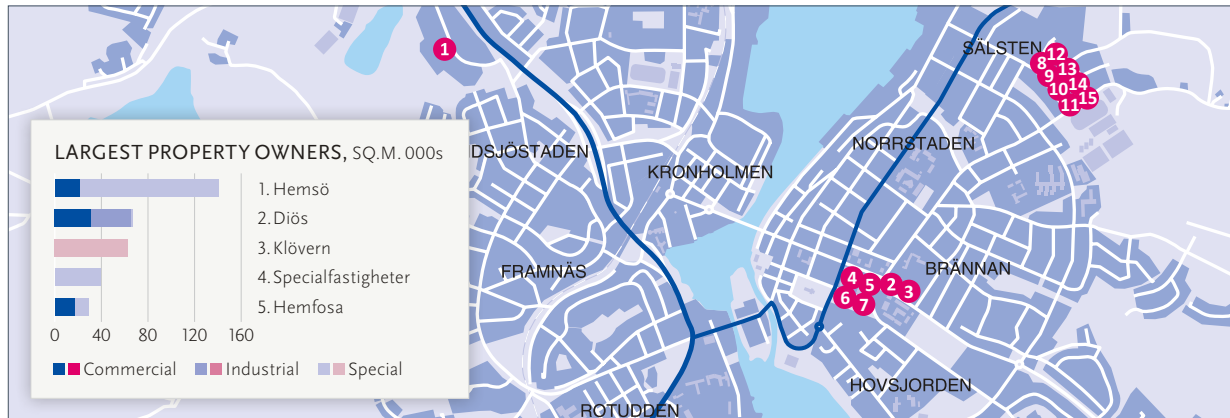 SÄLSTEN
1
12
8
13
9
14
10
15
11
LARGEST PROPERTY OWNERS, SQ.M. 000s
DSJÖSTADEN
NORRSTADEN
KRONHOLMEN
1. Hemsö
2. Diös
3. Klövern
4. Specialfastigheter
5. Hemfosa
0 40 80 120 160
Commercial Industrial Special
FRAMNÄS
BRÄNNAN
4
5
2
3
6
7
HOVSJORDEN
ROTUDDEN